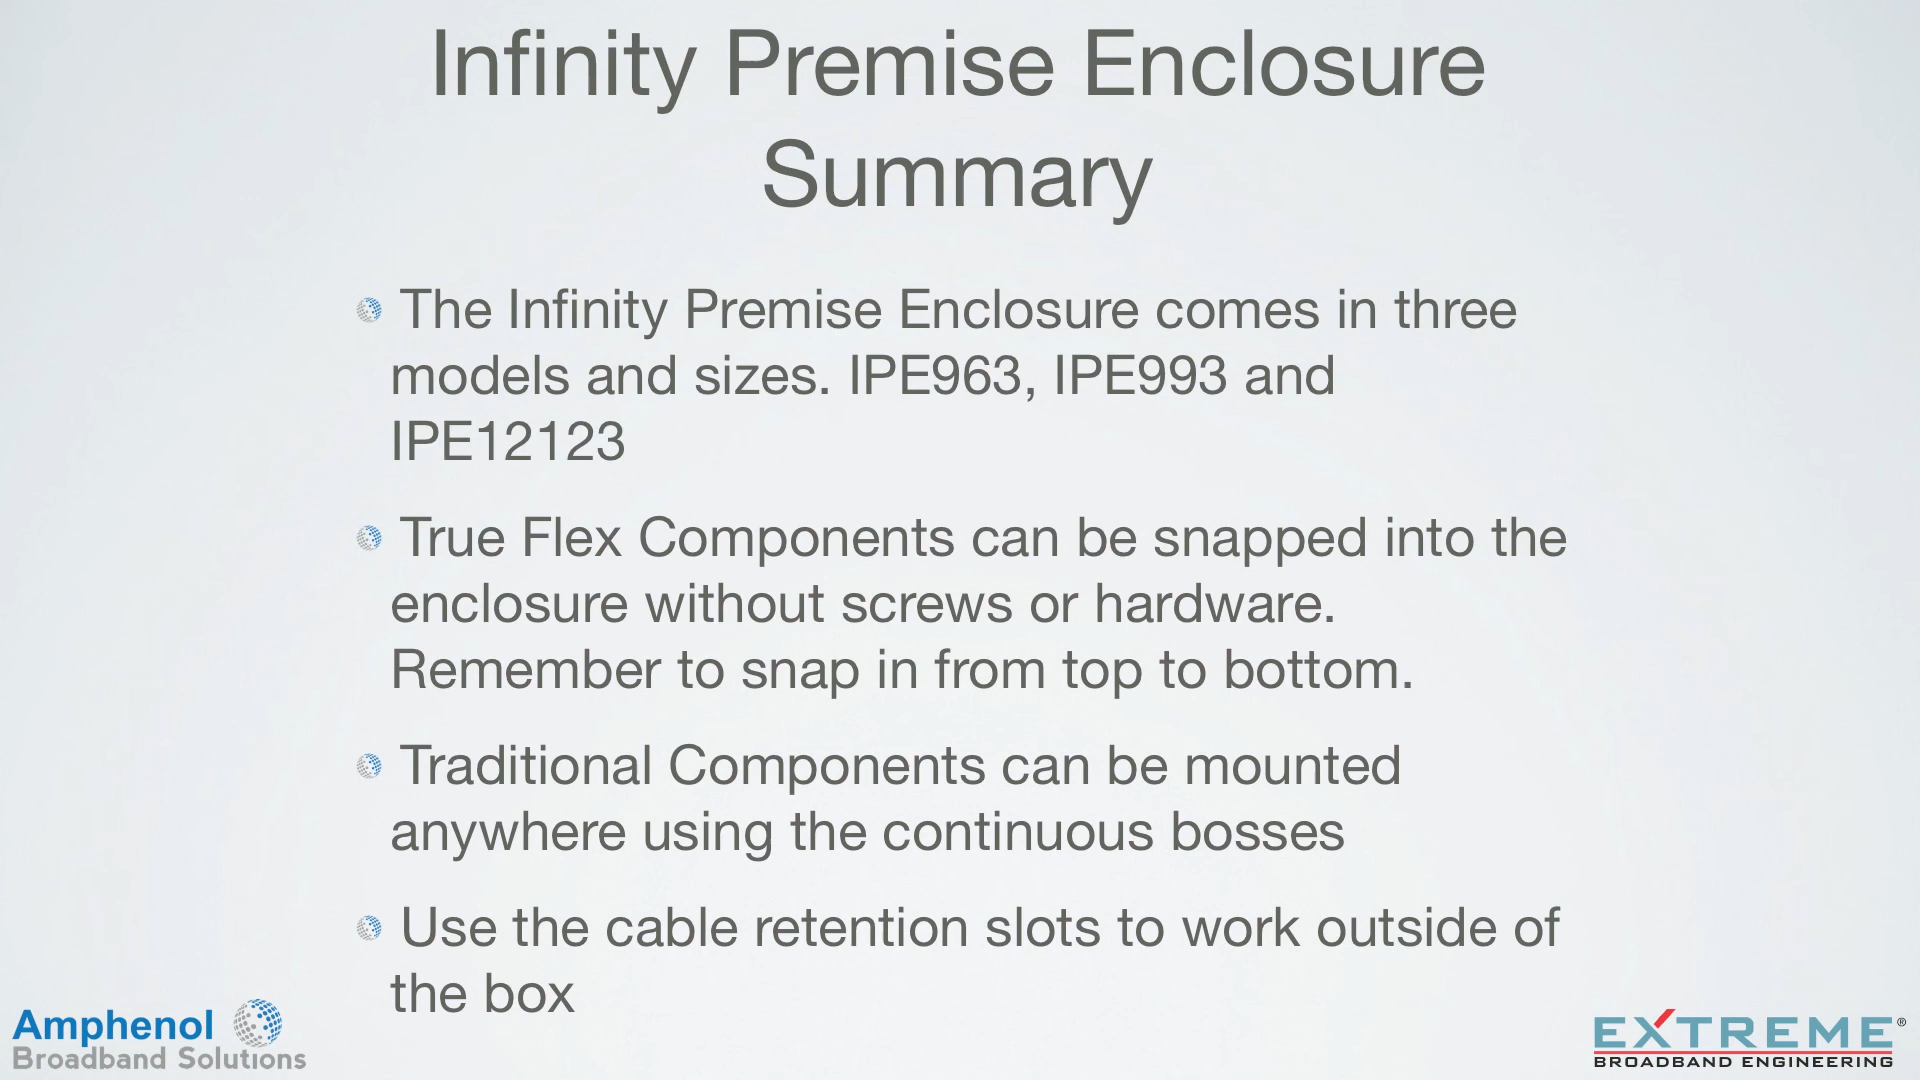 Infinity Premise Enclosure
Summary
The Infinity Premise Enclosure comes in three
models and sizes. IPE963, IPE993 and
IPE12123
True Flex Components can be snapped into the
enclosure without screws or hardware.
Remember to snap in from top to bottom.
Traditional Components can be mounted
anywhere using the continuous bosses
Use the cable retention slots to work outside of
the box
Amphenol
Broadband Solutions
EXTREME®
BROADBAND ENGINEERING